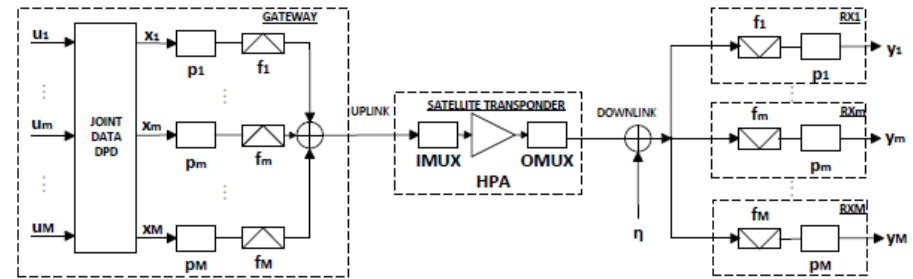 GATEWAY
u1
x1
p1
f1
JOINT
DATA
DPD
um
xm
pm
fm
uM
xM
pM
fM
UPLINK
SATELLITE TRANSPONDER
IMUX
OMUX
HPA
DOWNLINK
η
RX1
f1
p1
y1
RXm
fm
pm
ym
RXM
fM
pM
yM